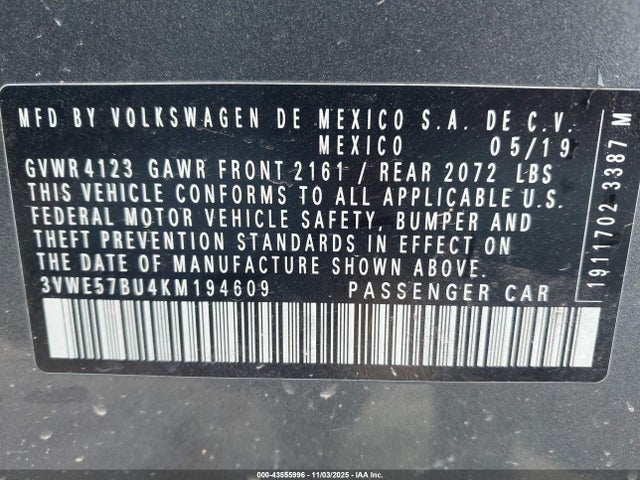 MFD BY VOLKSWAGEN DE MEXICO S.A. DE C.V.
MEXICO 05/19
GVWR 4123 GAWR FRONT 2161 / REAR 2072 LBS
THIS VEHICLE CONFORMS TO ALL APPLICABLE U.S.
FEDERAL MOTOR VEHICLE SAFETY, BUMPER AND
THEFT PREVENTION STANDARDS IN EFFECT ON
THE DATE OF MANUFACTURE SHOWN ABOVE.
3VWE57BU4KM194609 PASSENGER CAR
1911702-3387 M
000-43555996 - 11/03/2025 - IAA Inc.